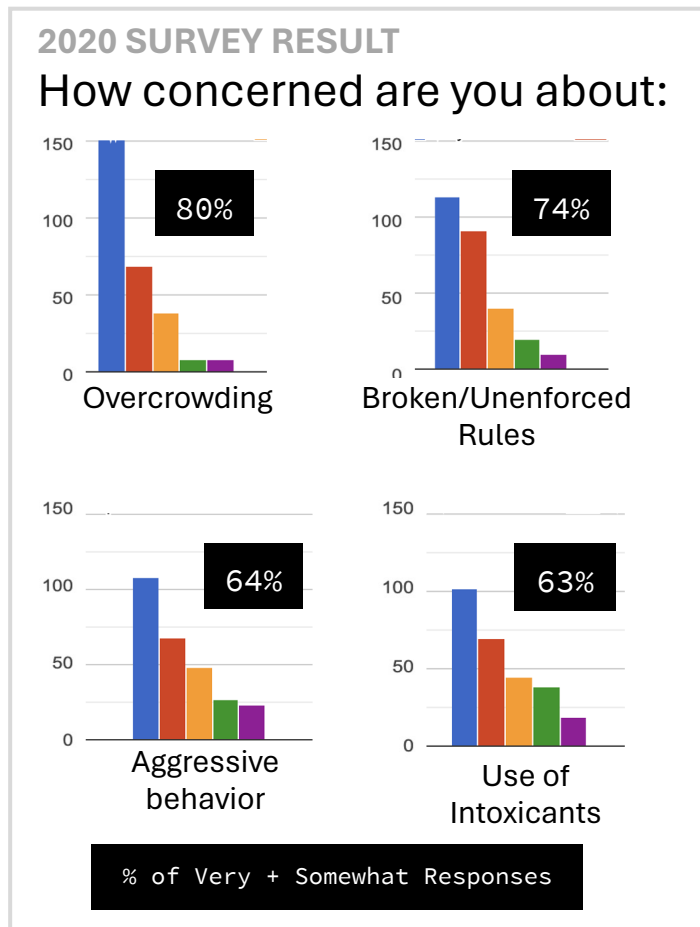 2020 SURVEY RESULT
How concerned are you about:
150
100
50
0
80%
Overcrowding
150
100
50
0
74%
Broken/Unenforced
Rules
150
100
50
0
64%
Aggressive
behavior
150
100
50
0
63%
Use of
Intoxicants
% of Very + Somewhat Responses